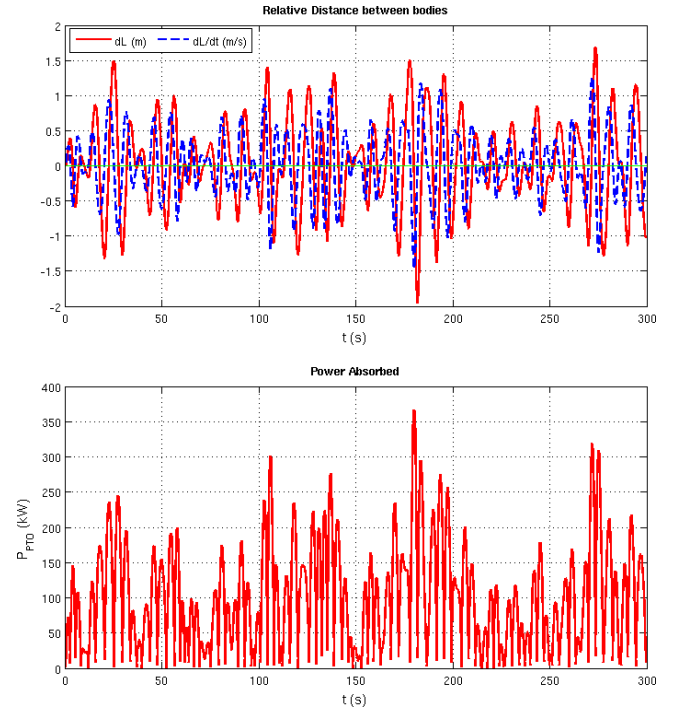 Relative Distance between bodies
dL (m) dL/dt (m/s)
2
1.5
1
0.5
0
-0.5
-1
-1.5
-2
0 50 100 150 200 250 300
t (s)
Power Absorbed
P_PTO (kW)
400
350
300
250
200
150
100
50
0
0 50 100 150 200 250 300
t (s)